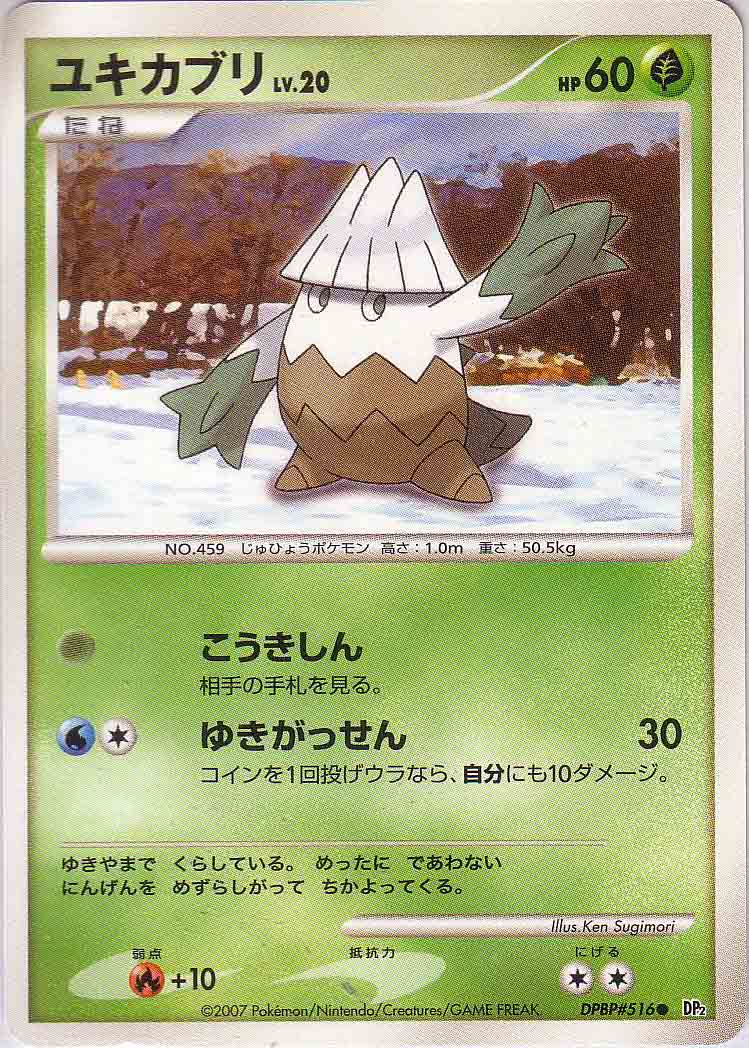 ユキカブリ LV.20 HP60
たね
NO.459 じゅひょうポケモン 高さ:1.0m 重さ:50.5kg
こうきしん
相手の手札を見る。
ゆきがっせん 30
コインを1回投げウラなら、自分にも10ダメージ。
ゆきやまで くらしている。 めったに であわない
にんげんを めずらしがって ちかよってくる。
Illus.Ken Sugimori
弱点 抵抗力 にげる
+10
©2007 Pokémon/Nintendo/Creatures/GAME FREAK. DPBP#516● DP2